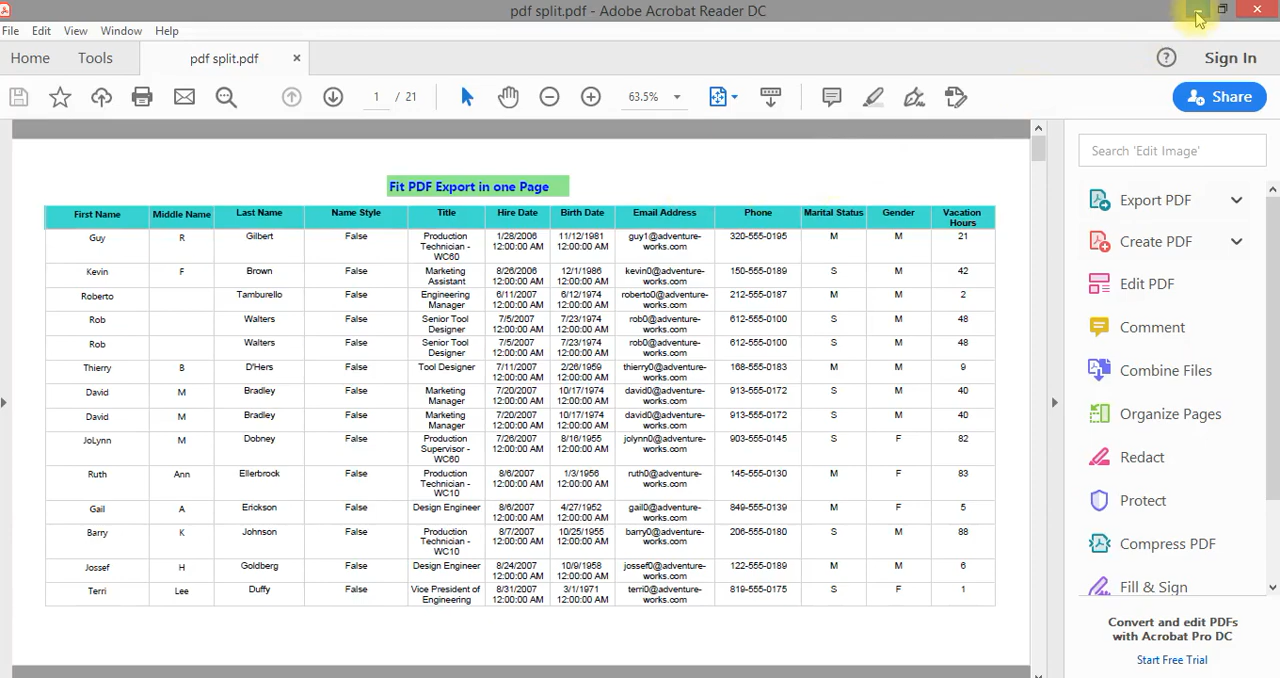 pdf split.pdf - Adobe Acrobat Reader DC
File Edit View Window Help
Home Tools pdf split.pdf × ? Sign In
1 / 21 63.5% Share
Fit PDF Export in one Page
First Name Middle Name Last Name Name Style Title Hire Date Birth Date Email Address Phone Marital Status Gender Vacation
Hours
Guy R Gilbert False Production 1/28/2006 11/12/1981 guy1@adventure- 320-555-0195 M M 21
Technician - 12:00:00 AM 12:00:00 AM works.com
WC60
Kevin F Brown False Marketing 8/26/2006 12/1/1986 kevin0@adventure- 150-555-0189 S M 42
Assistant 12:00:00 AM 12:00:00 AM works.com
Roberto Tamburello False Engineering 6/11/2007 6/12/1974 roberto0@adventure- 212-555-0187 M M 2
Manager 12:00:00 AM 12:00:00 AM works.com
Rob Walters False Senior Tool 7/5/2007 7/23/1974 rob0@adventure- 612-555-0100 S M 48
Designer 12:00:00 AM 12:00:00 AM works.com
Rob Walters False Senior Tool 7/5/2007 7/23/1974 rob0@adventure- 612-555-0100 S M 48
Designer 12:00:00 AM 12:00:00 AM works.com
Thierry B D'Hers False Tool Designer 7/11/2007 2/26/1959 thierry0@adventure- 168-555-0183 M M 9
12:00:00 AM 12:00:00 AM works.com
David M Bradley False Marketing 7/20/2007 10/17/1974 david0@adventure- 913-555-0172 S M 40
Manager 12:00:00 AM 12:00:00 AM works.com
David M Bradley False Marketing 7/20/2007 10/17/1974 david0@adventure- 913-555-0172 S M 40
Manager 12:00:00 AM 12:00:00 AM works.com
JoLynn M Dobney False Production 7/26/2007 8/16/1955 jolynn0@adventure- 903-555-0145 S F 82
Supervisor - 12:00:00 AM 12:00:00 AM works.com
WC60
Ruth Ann Ellerbrock False Production 8/6/2007 1/3/1956 ruth0@adventure- 145-555-0130 M F 83
Technician - 12:00:00 AM 12:00:00 AM works.com
WC10
Gail A Erickson False Design Engineer 8/6/2007 4/27/1952 gail0@adventure- 849-555-0139 M F 5
12:00:00 AM 12:00:00 AM works.com
Barry K Johnson False Production 8/7/2007 10/25/1955 barry0@adventure- 206-555-0180 S M 88
Technician - 12:00:00 AM 12:00:00 AM works.com
WC10
Jossef H Goldberg False Design Engineer 8/24/2007 10/9/1958 jossef0@adventure- 122-555-0189 M M 6
12:00:00 AM 12:00:00 AM works.com
Terri Lee Duffy False Vice President of 8/31/2007 3/1/1971 terri0@adventure- 819-555-0175 S F 1
Engineering 12:00:00 AM 12:00:00 AM works.com
Search 'Edit Image'
Export PDF
Create PDF
Edit PDF
Comment
Combine Files
Organize Pages
Redact
Protect
Compress PDF
Fill & Sign
Convert and edit PDFs
with Acrobat Pro DC
Start Free Trial